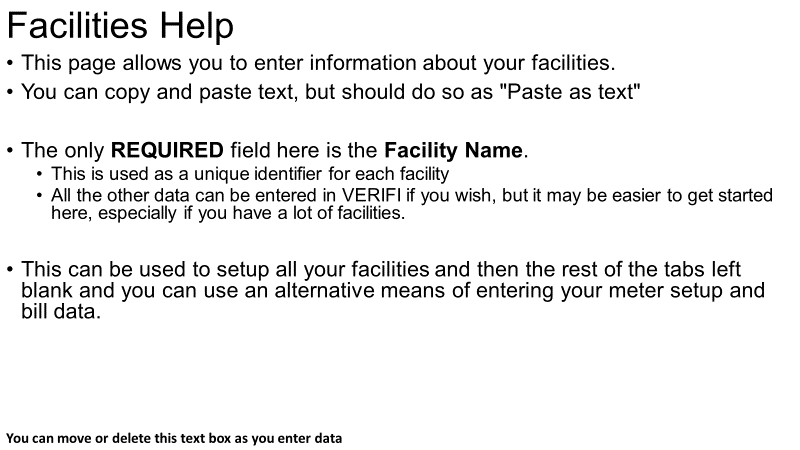 Facilities Help
• This page allows you to enter information about your facilities.
• You can copy and paste text, but should do so as "Paste as text"
• The only REQUIRED field here is the Facility Name.
• This is used as a unique identifier for each facility
• All the other data can be entered in VERIFI if you wish, but it may be easier to get started
here, especially if you have a lot of facilities.
• This can be used to setup all your facilities and then the rest of the tabs left
blank and you can use an alternative means of entering your meter setup and
bill data.
You can move or delete this text box as you enter data